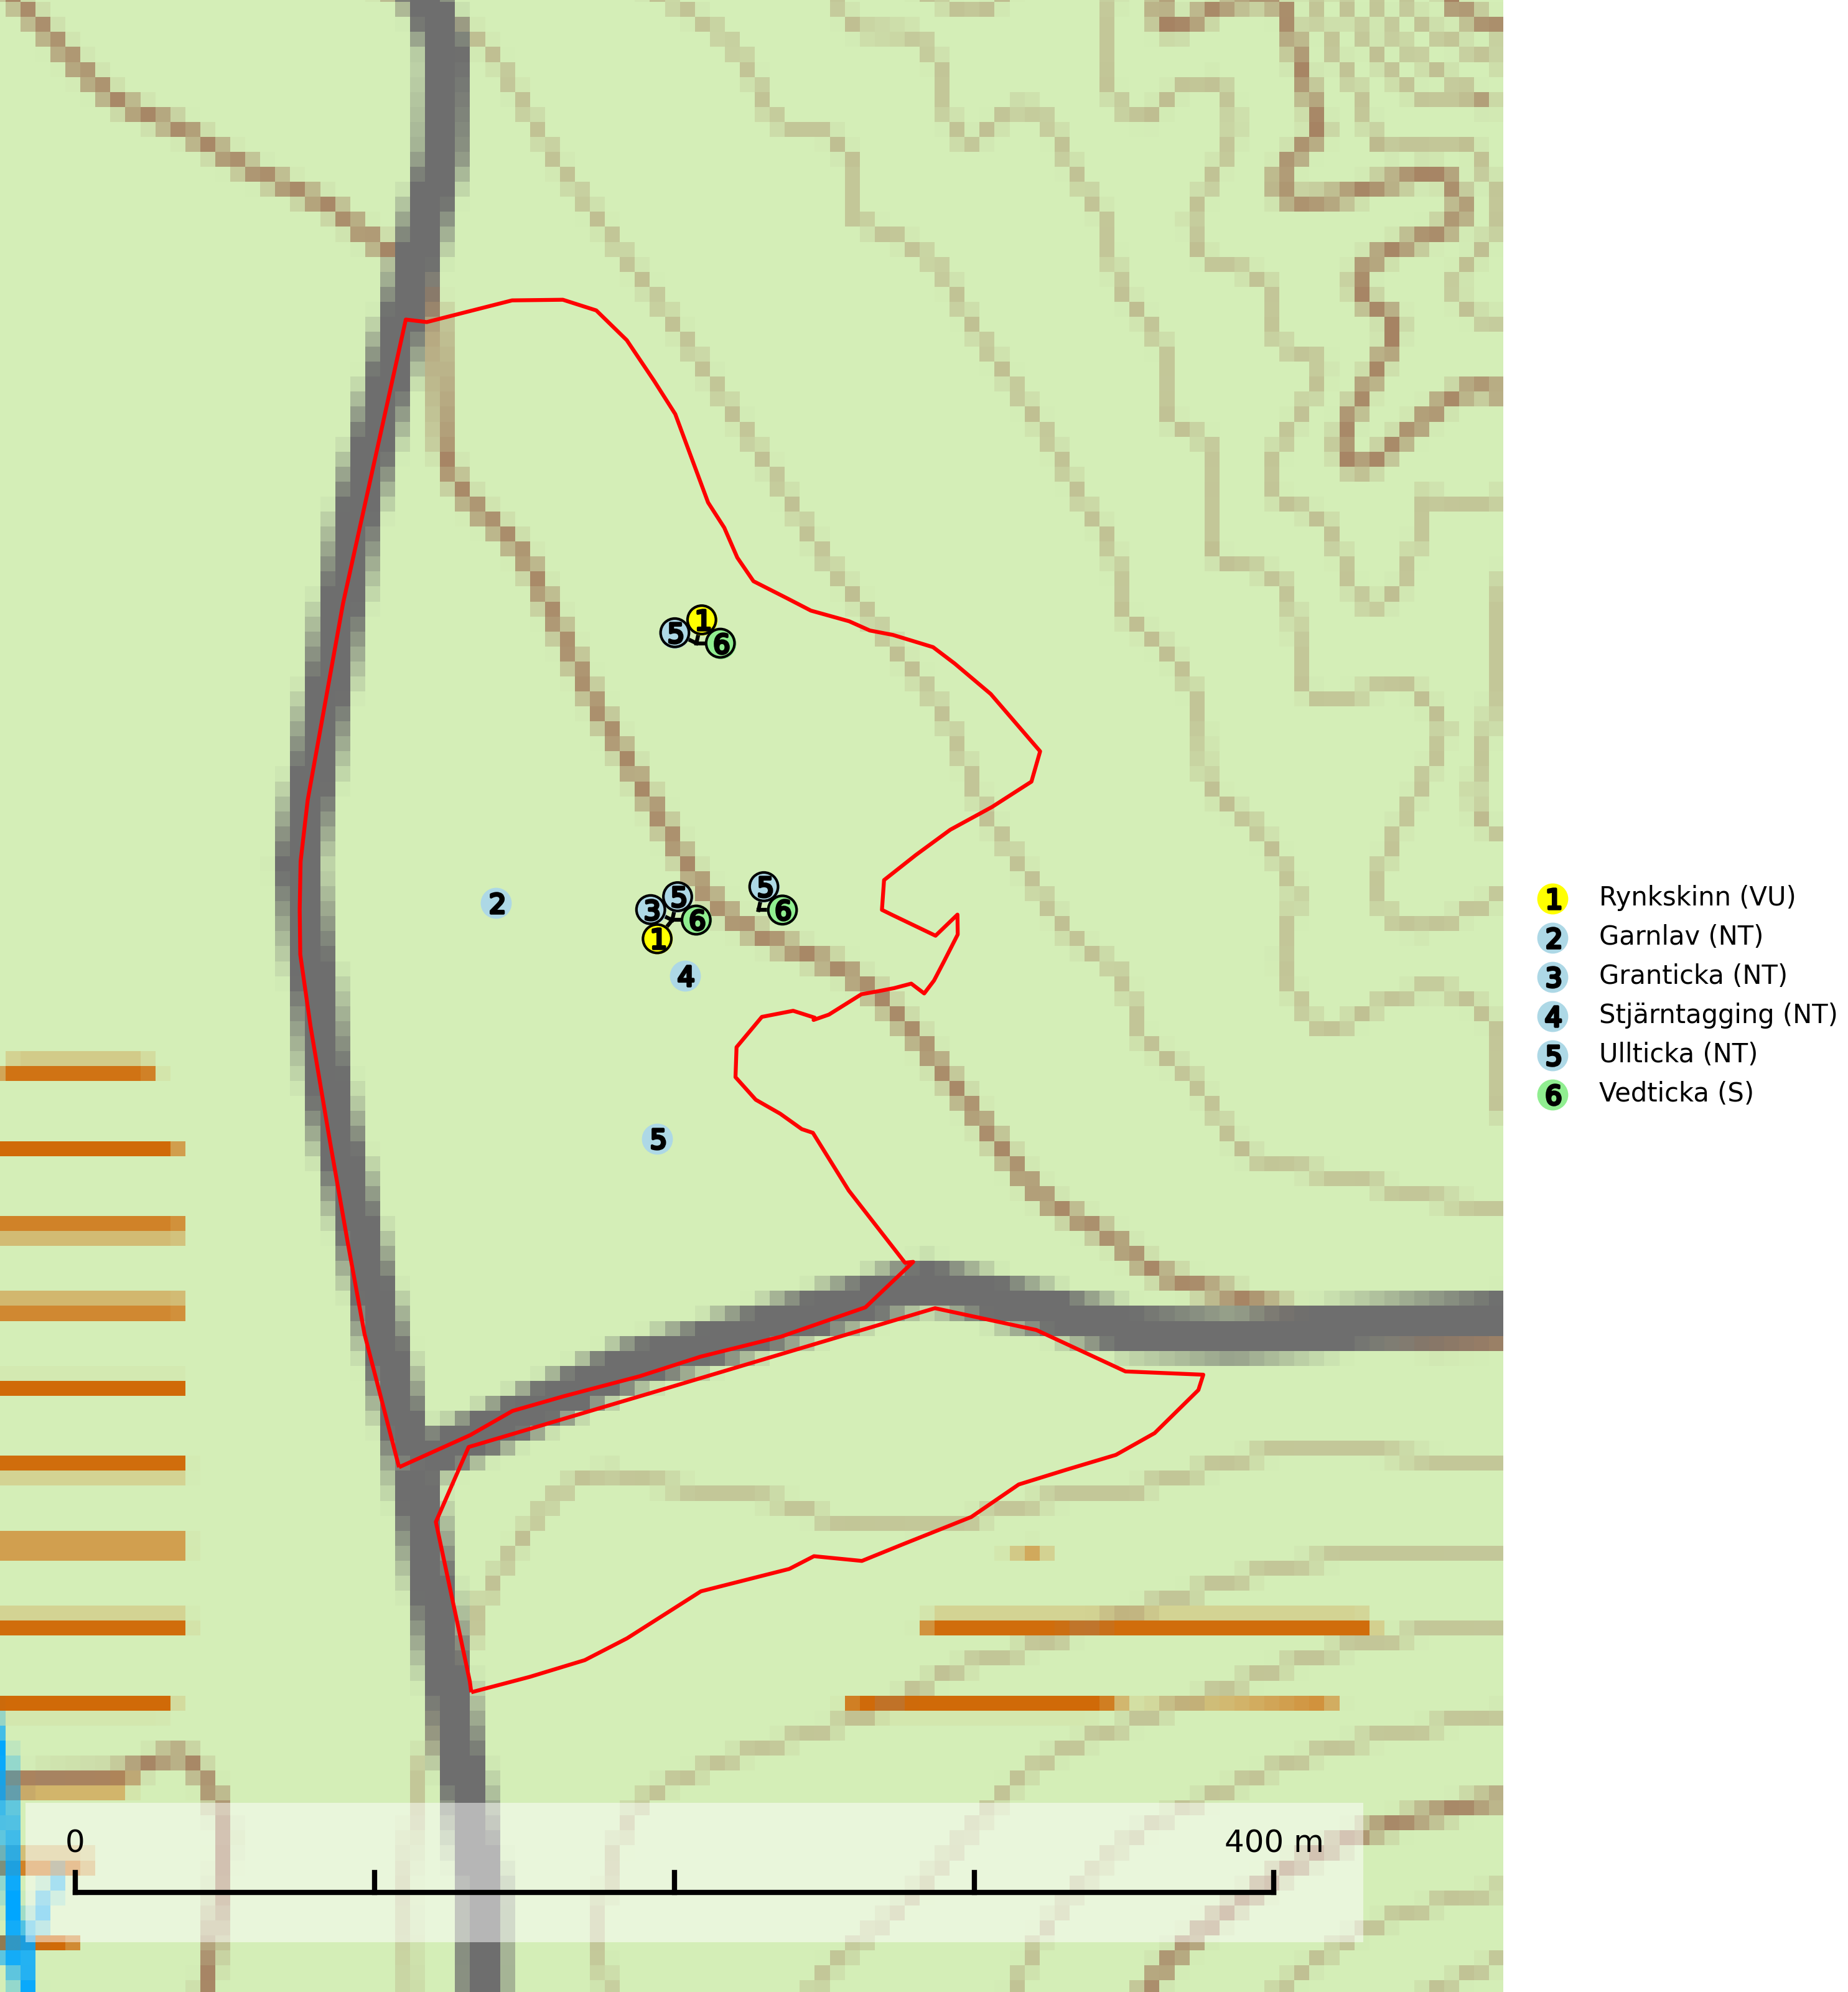 1
5
6
5
5
2
3
6
6
1
4
5
1 Rynkskinn (VU)
2 Garnlav (NT)
3 Granticka (NT)
4 Stjärntagging (NT)
5 Ullticka (NT)
6 Vedticka (S)
0 400 m